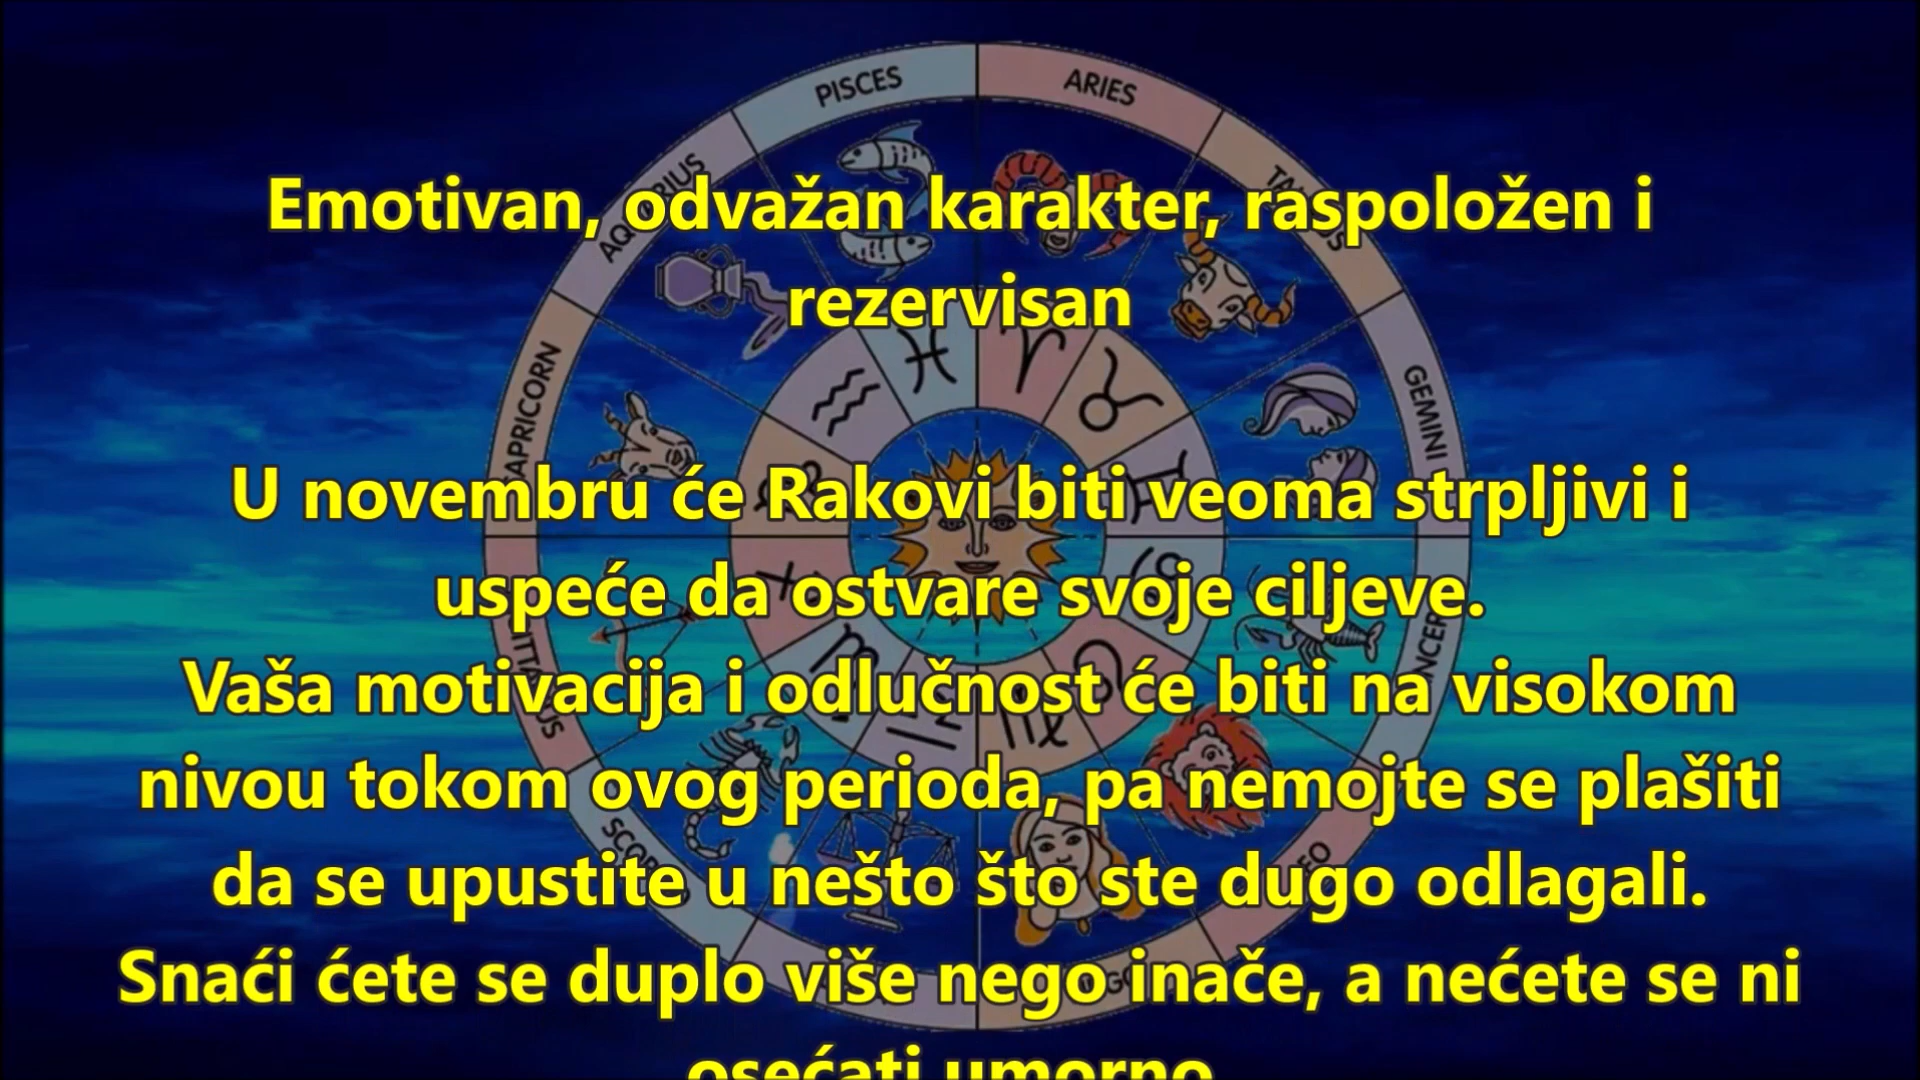 PISCES
ARIES
Emotivan, odvažan karakter, raspoložen i
rezervisan
GEMINI
U novembru će Rakovi biti veoma strpljivi i
uspeće da ostvare svoje ciljeve.
Vaša motivacija i odlučnost će biti na visokom
nivou tokom ovog perioda, pa nemojte se plašiti
da se upustite u nešto što ste dugo odlagali.
Snaći ćete se duplo više nego inače, a nećete se ni
osećati umorno